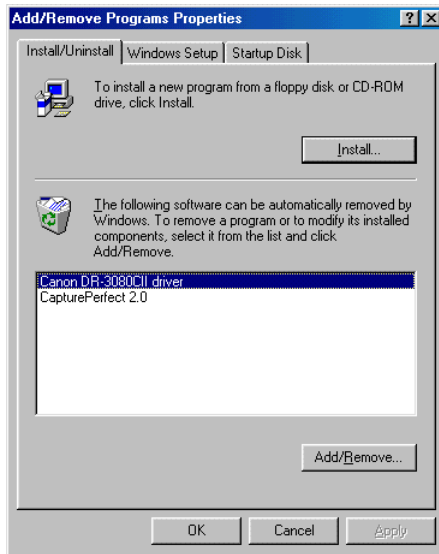 Add/Remove Programs Properties
Install/Uninstall Windows Setup Startup Disk
To install a new program from a floppy disk or CD-ROM
drive, click Install.
Install...
The following software can be automatically removed by
Windows. To remove a program or to modify its installed
components, select it from the list and click
Add/Remove.
Canon DR-3080CII driver
CapturePerfect 2.0
Add/Remove...
OK Cancel Apply